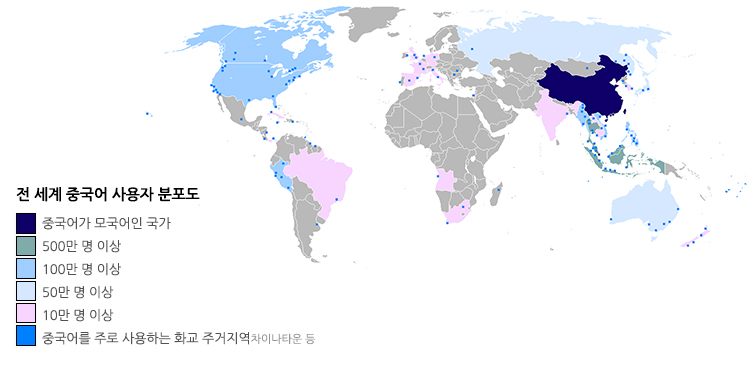 전 세계 중국어 사용자 분포도
중국어가 모국어인 국가
500만 명 이상
100만 명 이상
50만 명 이상
10만 명 이상
중국어를 주로 사용하는 화교 주거지역차이나타운 등